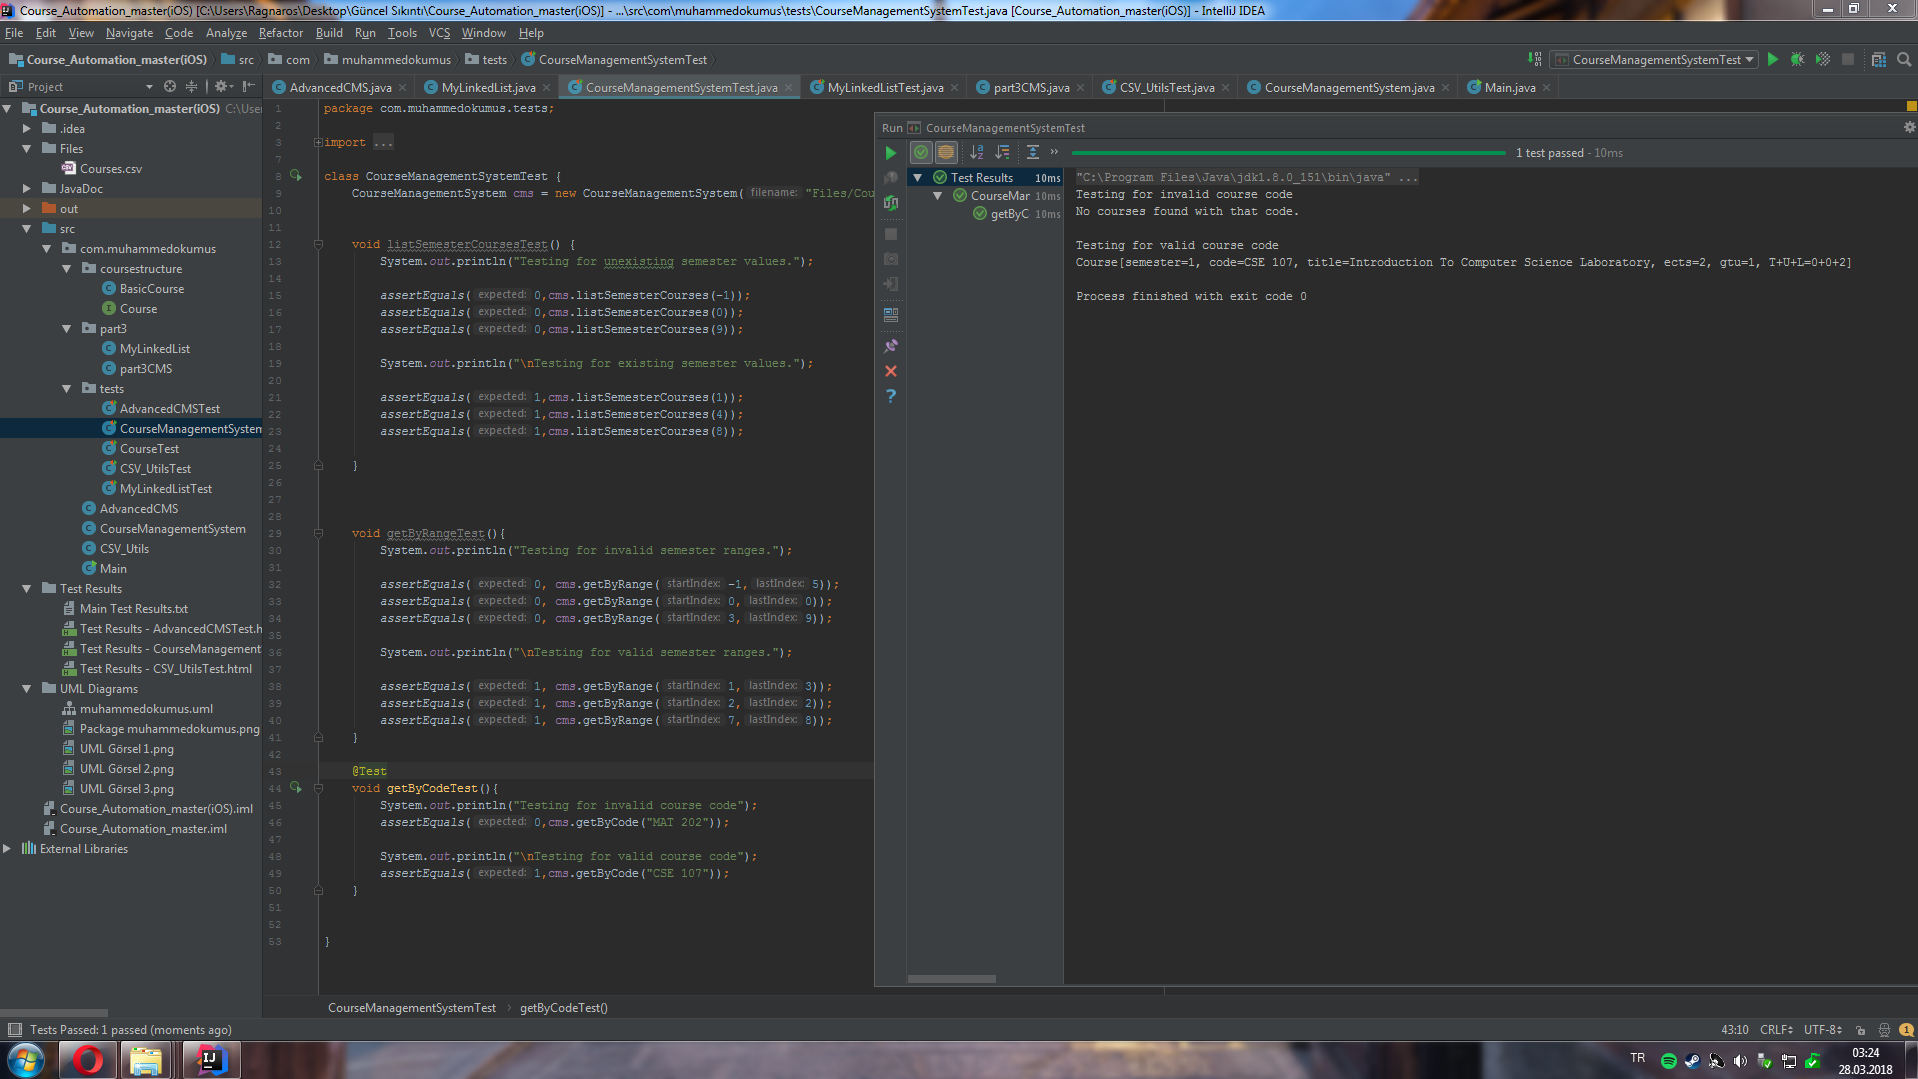 Course_Automation_master(iOS) [C:\Users\Ragnaros\Desktop\Güncel Sıkıntı\Course_Automation_master(iOS)] - ...\src\com\muhammedokumus\tests\CourseManagementSystemTest.java [Course_Automation_master(iOS)] - IntelliJ IDEA
File Edit View Navigate Code Analyze Refactor Build Run Tools VCS Window Help
Course_Automation_master(iOS) src com muhammedokumus tests CourseManagementSystemTest
CourseManagementSystemTest
Project
AdvancedCMS.java MyLinkedList.java CourseManagementSystemTest.java MyLinkedListTest.java part3CMS.java CSV_UtilsTest.java CourseManagementSystem.java Main.java
Course_Automation_master(iOS) C:\User
.idea
Files
Courses.csv
JavaDoc
out
src
com.muhammedokumus
coursestructure
BasicCourse
Course
part3
MyLinkedList
part3CMS
tests
AdvancedCMSTest
CourseManagementSystem
CourseTest
CSV_UtilsTest
MyLinkedListTest
AdvancedCMS
CourseManagementSystem
CSV_Utils
Main
Test Results
Main Test Results.txt
Test Results - AdvancedCMSTest.h
Test Results - CourseManagement
Test Results - CSV_UtilsTest.html
UML Diagrams
muhammedokumus.uml
Package muhammedokumus.png
UML Görsel 1.png
UML Görsel 2.png
UML Görsel 3.png
Course_Automation_master(iOS).iml
Course_Automation_master.iml
External Libraries
1 package com.muhammedokumus.tests;
2
3 import ...
7
8 class CourseManagementSystemTest {
9 CourseManagementSystem cms = new CourseManagementSystem( filename: "Files/Cou
10
11
12 void listSemesterCoursesTest() {
13 System.out.println("Testing for unexisting semester values.");
14
15 assertEquals( expected: 0,cms.listSemesterCourses(-1));
16 assertEquals( expected: 0,cms.listSemesterCourses(0));
17 assertEquals( expected: 0,cms.listSemesterCourses(9));
18
19 System.out.println("\nTesting for existing semester values.");
20
21 assertEquals( expected: 1,cms.listSemesterCourses(1));
22 assertEquals( expected: 1,cms.listSemesterCourses(4));
23 assertEquals( expected: 1,cms.listSemesterCourses(8));
24
25 }
26
27
28
29 void getByRangeTest(){
30 System.out.println("Testing for invalid semester ranges.");
31
32 assertEquals( expected: 0, cms.getByRange( startIndex: -1, lastIndex: 5));
33 assertEquals( expected: 0, cms.getByRange( startIndex: 0, lastIndex: 0));
34 assertEquals( expected: 0, cms.getByRange( startIndex: 3, lastIndex: 9));
35
36 System.out.println("\nTesting for valid semester ranges.");
37
38 assertEquals( expected: 1, cms.getByRange( startIndex: 1, lastIndex: 3));
39 assertEquals( expected: 1, cms.getByRange( startIndex: 2, lastIndex: 2));
40 assertEquals( expected: 1, cms.getByRange( startIndex: 7, lastIndex: 8));
41 }
42
43 @Test
44 void getByCodeTest(){
45 System.out.println("Testing for invalid course code");
46 assertEquals( expected: 0,cms.getByCode("MAT 202"));
47
48 System.out.println("\nTesting for valid course code");
49 assertEquals( expected: 1,cms.getByCode("CSE 107"));
50 }
51
52
53 }
CourseManagementSystemTest getByCodeTest()
Run CourseManagementSystemTest
1 test passed - 10ms
Test Results 10ms
CourseMar 10ms
getByC 10ms
"C:\Program Files\Java\jdk1.8.0_151\bin\java" ...
Testing for invalid course code
No courses found with that code.
Testing for valid course code
Course[semester=1, code=CSE 107, title=Introduction To Computer Science Laboratory, ects=2, gtu=1, T+U+L=0+0+2]
Process finished with exit code 0
Tests Passed: 1 passed (moments ago)
43:10 CRLF UTF-8 1
TR
03:24
28.03.2018